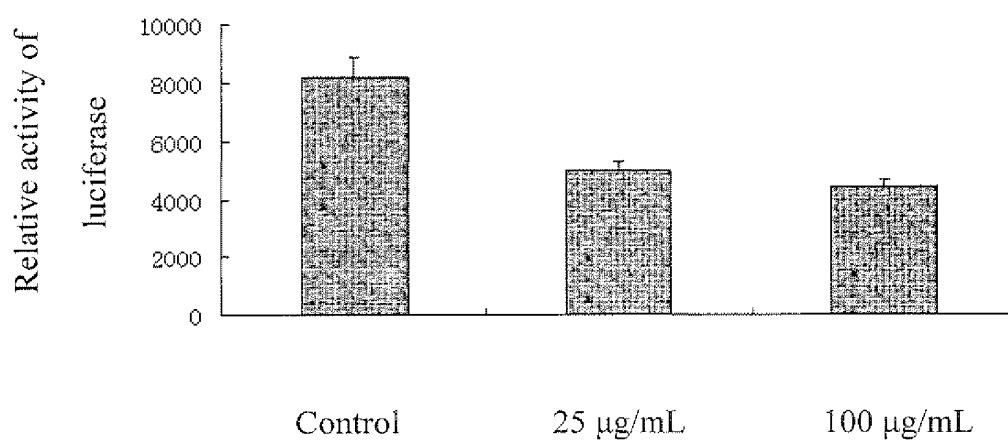 Relative activity of
luciferase
10000
8000
6000
4000
2000
0
Control 25 μg/mL 100 μg/mL